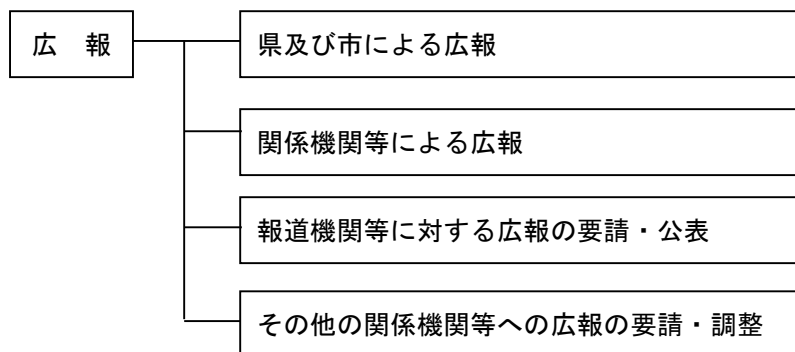 広　報
県及び市による広報
関係機関等による広報
報道機関等に対する広報の要請・公表
その他の関係機関等への広報の要請・調整